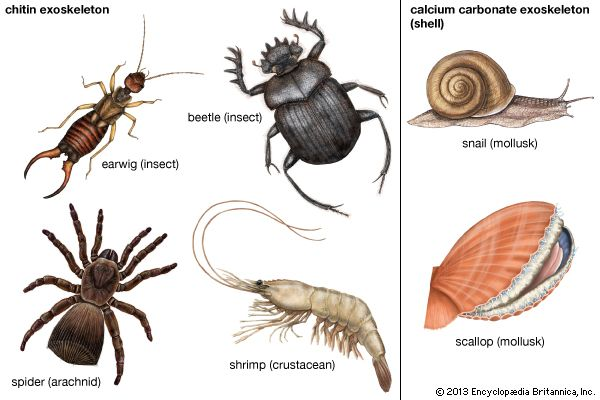 chitin exoskeleton
earwig (insect)
beetle (insect)
spider (arachnid)
shrimp (crustacean)
calcium carbonate exoskeleton
(shell)
snail (mollusk)
scallop (mollusk)
© 2013 Encyclopædia Britannica, Inc.